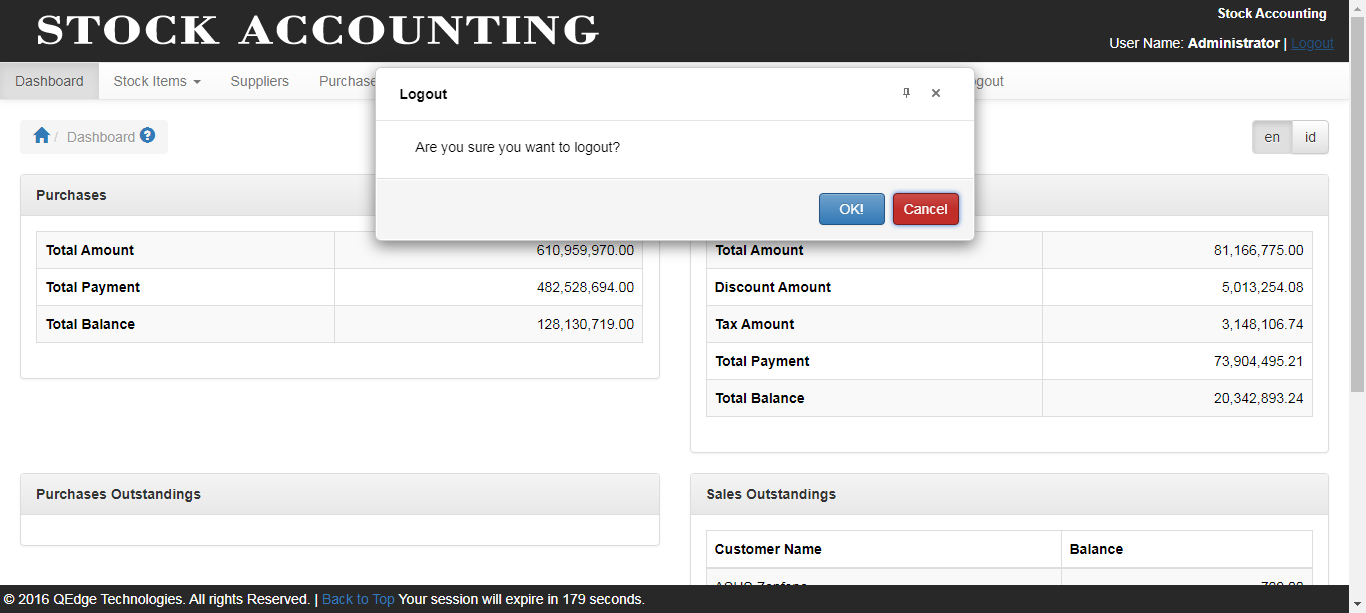 STOCK ACCOUNTING
Stock Accounting
User Name: Administrator | Logout
Dashboard Stock Items Suppliers Purchase gout
Logout
Are you sure you want to logout?
OK! Cancel
/ Dashboard ?
en id
Purchases
Total Amount 610,959,970.00
Total Payment 482,528,694.00
Total Balance 128,130,719.00
Total Amount 81,166,775.00
Discount Amount 5,013,254.08
Tax Amount 3,148,106.74
Total Payment 73,904,495.21
Total Balance 20,342,893.24
Purchases Outstandings
Sales Outstandings
Customer Name Balance
© 2016 QEdge Technologies. All rights Reserved. | Back to Top Your session will expire in 179 seconds.